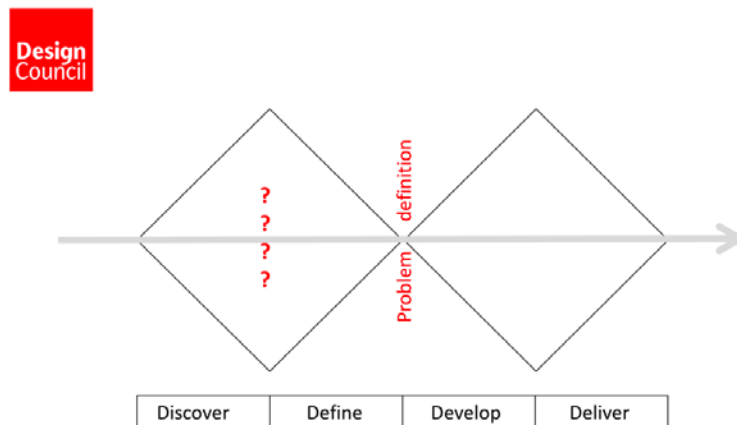 Design
Council
?
?
?
?
Problem definition
Discover
Define
Develop
Deliver